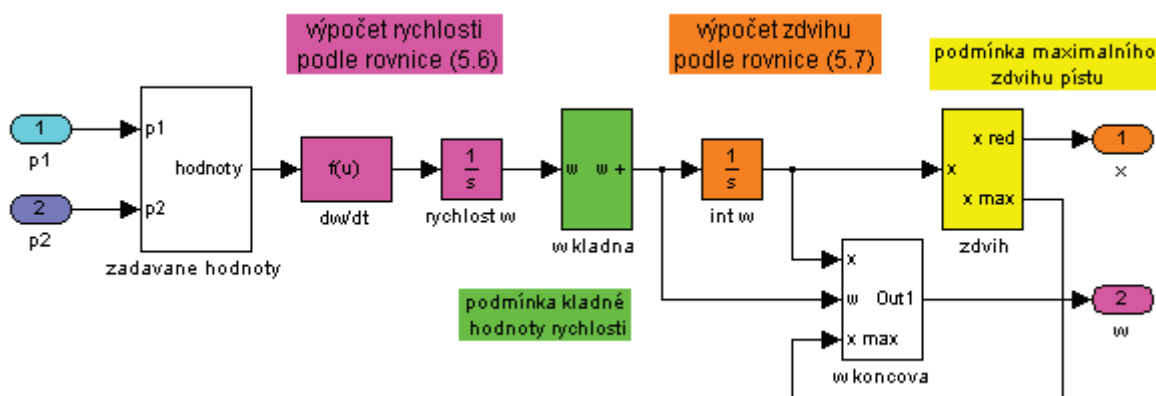 výpočet rychlosti
podle rovnice (5.6)
výpočet zdvihu
podle rovnice (5.7)
podmínka maximalního
zdvihu pístu
1
p1
2
p2
p1
p2
hodnoty
zadavane hodnoty
f(u)
dw/dt
1
s
rychlost w
w
w +
w kladna
podmínka kladné
hodnoty rychlosti
1
s
int w
x
x red
x max
zdvih
1
x
x
w
x max
Out1
w koncova
2
w